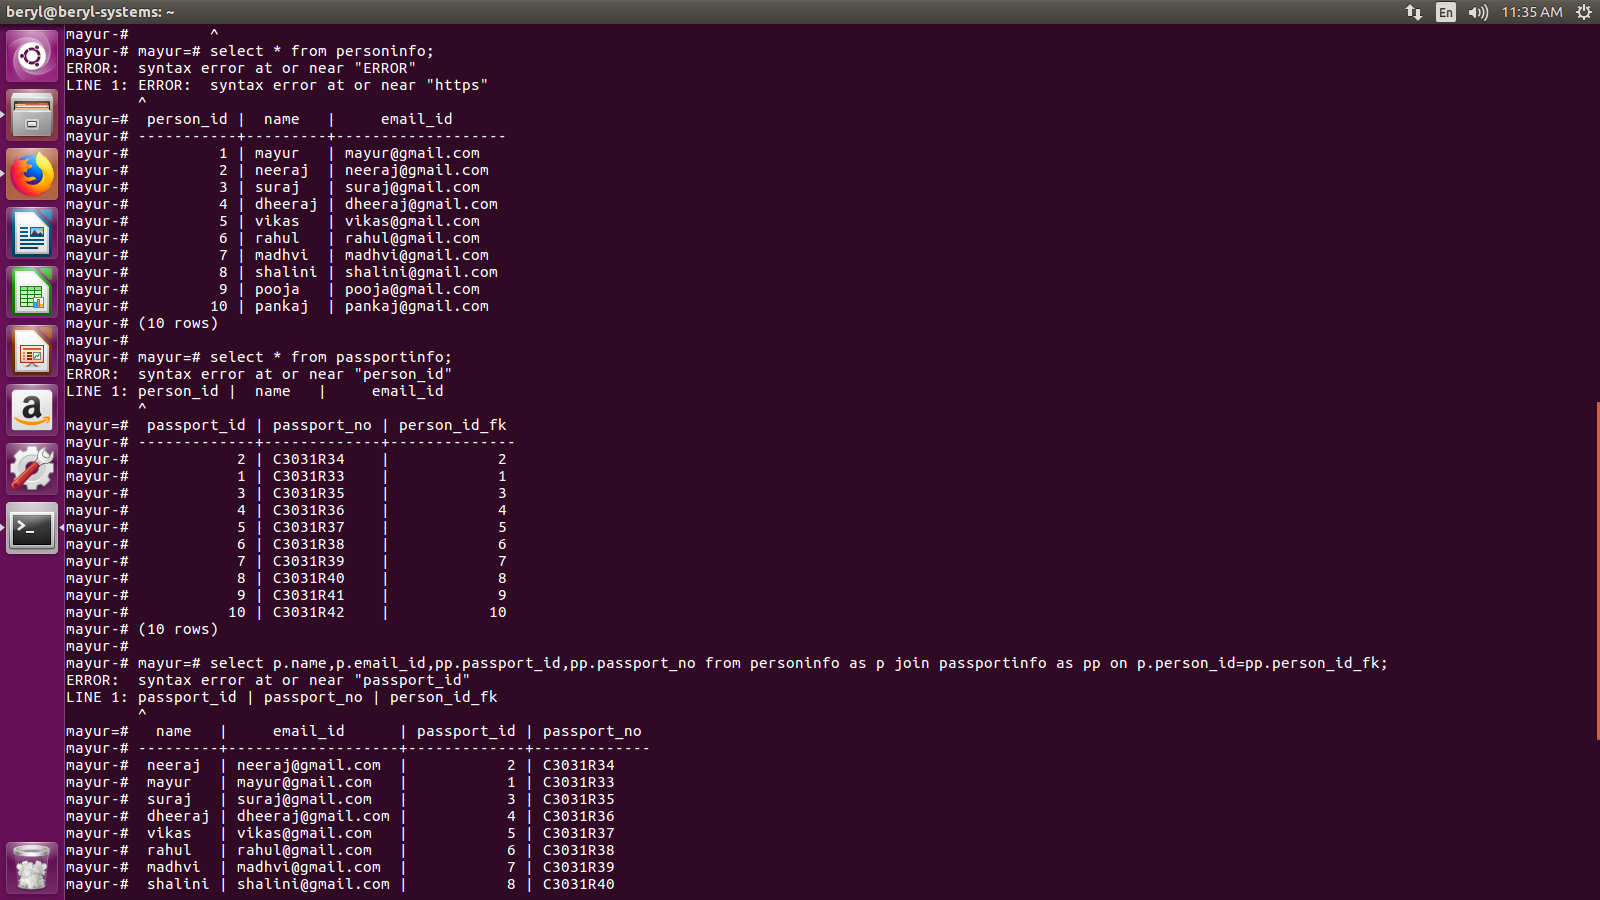 beryl@beryl-systems: ~
En
11:35 AM
mayur-#         ^
mayur-# mayur=# select * from personinfo;
ERROR:  syntax error at or near "ERROR"
LINE 1: ERROR:  syntax error at or near "https"
        ^
mayur=#  person_id |  name   |     email_id
mayur-# -----------+---------+-------------------
mayur-#          1 | mayur   | mayur@gmail.com
mayur-#          2 | neeraj  | neeraj@gmail.com
mayur-#          3 | suraj   | suraj@gmail.com
mayur-#          4 | dheeraj | dheeraj@gmail.com
mayur-#          5 | vikas   | vikas@gmail.com
mayur-#          6 | rahul   | rahul@gmail.com
mayur-#          7 | madhvi  | madhvi@gmail.com
mayur-#          8 | shalini | shalini@gmail.com
mayur-#          9 | pooja   | pooja@gmail.com
mayur-#         10 | pankaj  | pankaj@gmail.com
mayur-# (10 rows)
mayur-#
mayur-# mayur=# select * from passportinfo;
ERROR:  syntax error at or near "person_id"
LINE 1: person_id |  name   |     email_id
        ^
mayur=#  passport_id | passport_no | person_id_fk
mayur-# -------------+-------------+--------------
mayur-#            2 | C3031R34    |            2
mayur-#            1 | C3031R33    |            1
mayur-#            3 | C3031R35    |            3
mayur-#            4 | C3031R36    |            4
mayur-#            5 | C3031R37    |            5
mayur-#            6 | C3031R38    |            6
mayur-#            7 | C3031R39    |            7
mayur-#            8 | C3031R40    |            8
mayur-#            9 | C3031R41    |            9
mayur-#           10 | C3031R42    |           10
mayur-# (10 rows)
mayur-#
mayur-# mayur=# select p.name,p.email_id,pp.passport_id,pp.passport_no from personinfo as p join passportinfo as pp on p.person_id=pp.person_id_fk;
ERROR:  syntax error at or near "passport_id"
LINE 1: passport_id | passport_no | person_id_fk
        ^
mayur=#   name   |     email_id      | passport_id | passport_no
mayur-# ---------+-------------------+-------------+-------------
mayur-#  neeraj  | neeraj@gmail.com  |           2 | C3031R34
mayur-#  mayur   | mayur@gmail.com   |           1 | C3031R33
mayur-#  suraj   | suraj@gmail.com   |           3 | C3031R35
mayur-#  dheeraj | dheeraj@gmail.com |           4 | C3031R36
mayur-#  vikas   | vikas@gmail.com   |           5 | C3031R37
mayur-#  rahul   | rahul@gmail.com   |           6 | C3031R38
mayur-#  madhvi  | madhvi@gmail.com  |           7 | C3031R39
mayur-#  shalini | shalini@gmail.com |           8 | C3031R40